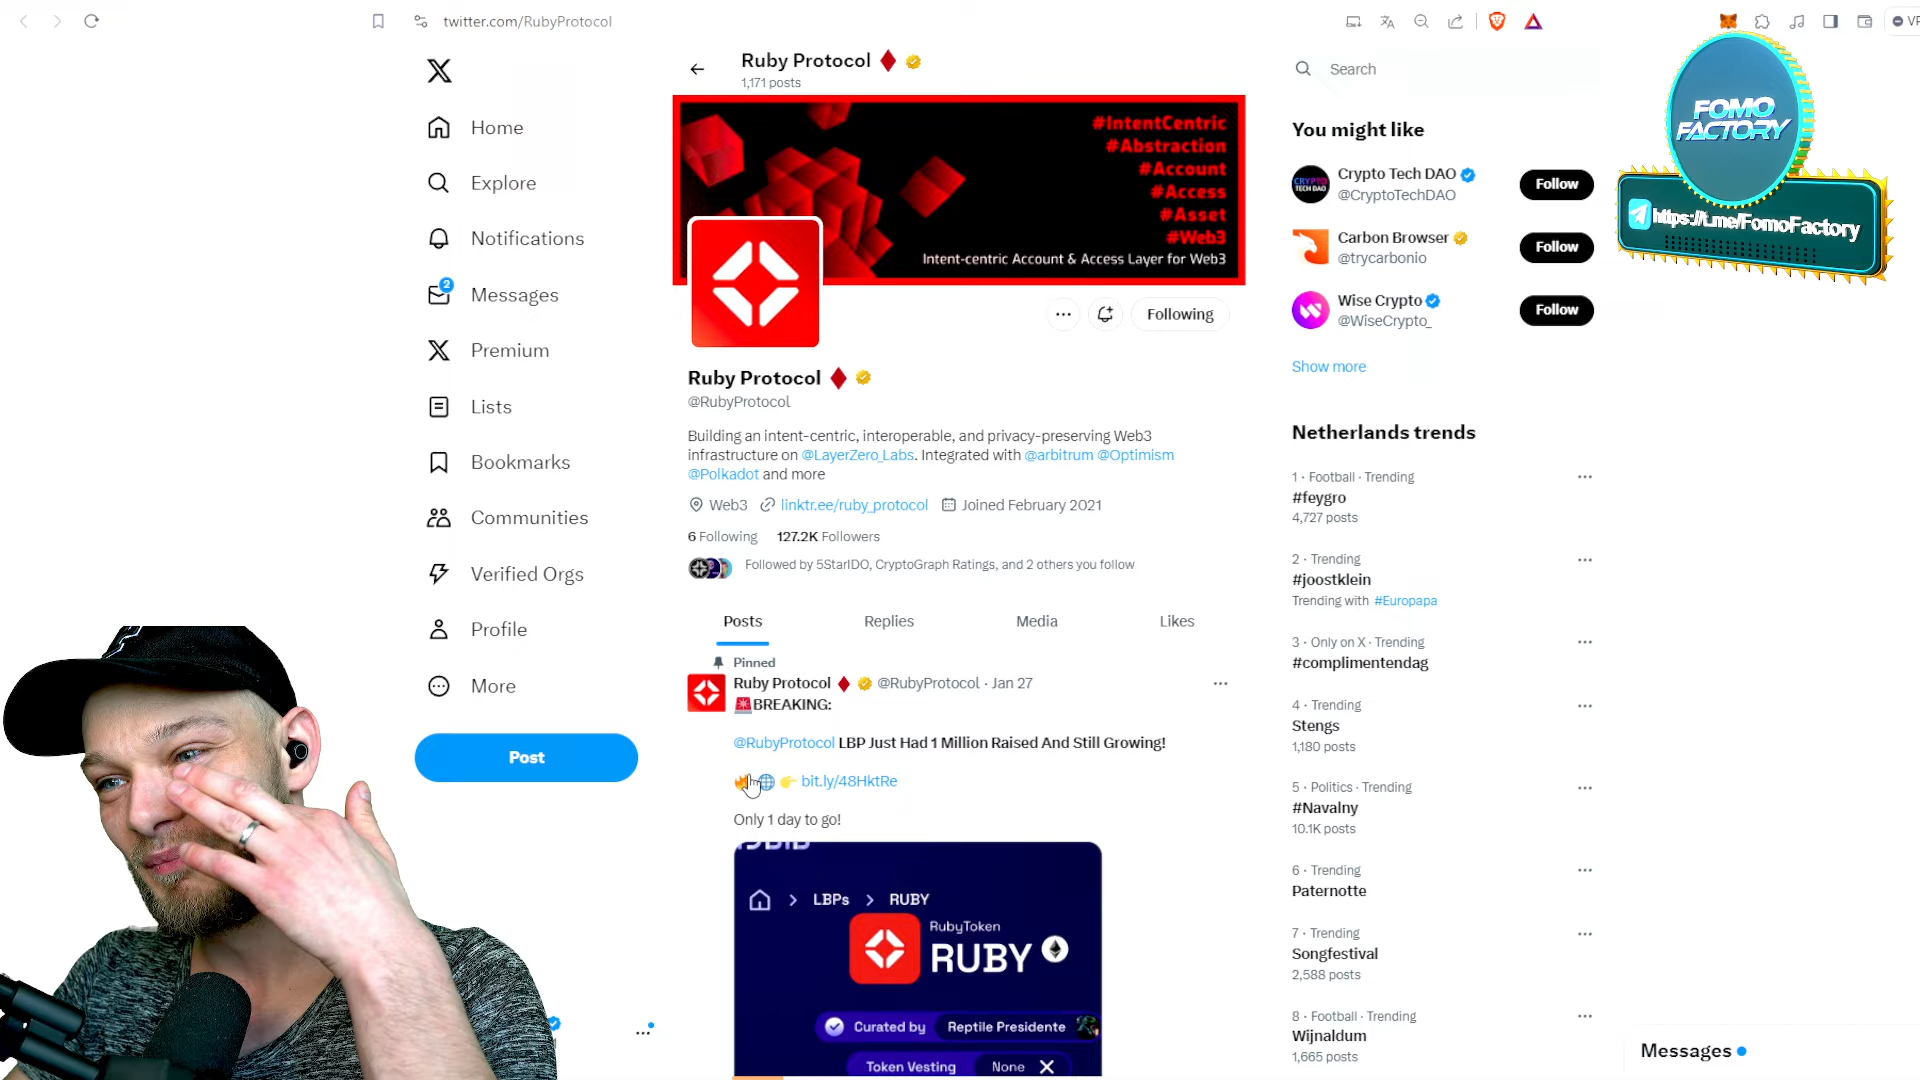 twitter.com/RubyProtocol
VP
Ruby Protocol
1,171 posts
Home
Explore
Notifications
2
Messages
Premium
Lists
Bookmarks
Communities
Verified Orgs
Profile
More
Post
#IntentCentric
#Abstraction
#Account
#Access
#Asset
#Web3
Intent-centric Account & Access Layer for Web3
Following
Ruby Protocol
@RubyProtocol
Building an intent-centric, interoperable, and privacy-preserving Web3
infrastructure on @LayerZero_Labs. Integrated with @arbitrum @Optimism
@Polkadot and more
Web3 linktr.ee/ruby_protocol Joined February 2021
6 Following 127.2K Followers
Followed by 5StarIDO, CryptoGraph Ratings, and 2 others you follow
Posts Replies Media Likes
Pinned
Ruby Protocol @RubyProtocol · Jan 27
BREAKING:
@RubyProtocol LBP Just Had 1 Million Raised And Still Growing!
bit.ly/48HktRe
Only 1 day to go!
LBPs > RUBY
RubyToken
RUBY
Curated by Reptile Presidente
Token Vesting None
Search
You might like
CRYPTO
TECH DAO
Crypto Tech DAO
@CryptoTechDAO
Follow
Carbon Browser
@trycarbonio
Follow
Wise Crypto
@WiseCrypto_
Follow
Show more
Netherlands trends
1 · Football · Trending
#feygro
4,727 posts
2 · Trending
#joostklein
Trending with #Europapa
3 · Only on X · Trending
#complimentendag
4 · Trending
Stengs
1,180 posts
5 · Politics · Trending
#Navalny
10.1K posts
6 · Trending
Paternotte
7 · Trending
Songfestival
2,588 posts
8 · Football · Trending
Wijnaldum
1,665 posts
FOMO
FACTORY
https://t.me/FomoFactory
Messages